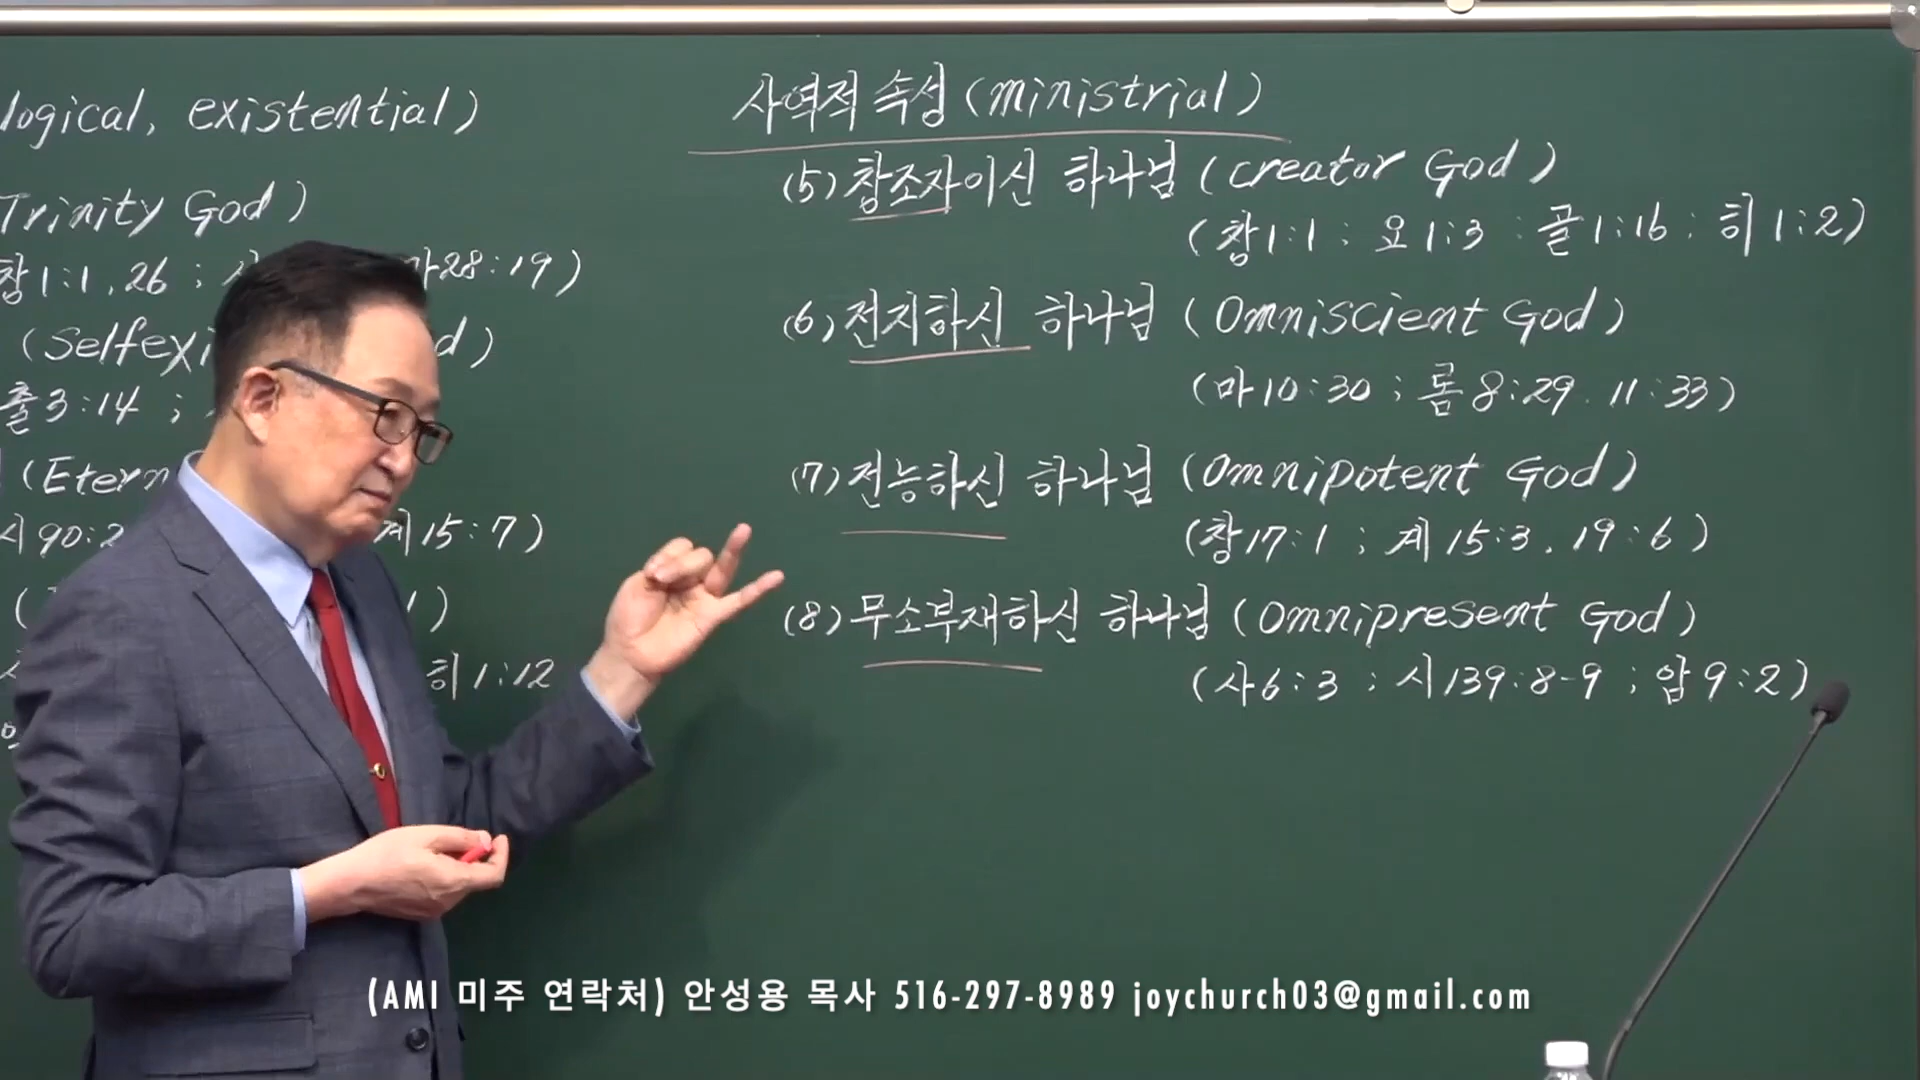 logical, existential)
Trinity God)
창1:1, 26 ; 마28:19)
(Selfexi d)
출3:14 ;
(Etern
시90:2 계15:7)
히1:12
사역적 속성 (ministrial)
(5) 창조자이신 하나님 (creator God)
(창1:1 ; 요1:3 ; 골1:16 ; 히1:2)
(6) 전지하신 하나님 (Omniscient God)
(마10:30 ; 롬8:29, 11:33)
(7) 전능하신 하나님 (Omnipotent God)
(창17:1 ; 계15:3, 19:6)
(8) 무소부재하신 하나님 (Omnipresent God)
(사6:3 ; 시139:8-9 ; 암9:2)
(AMI 미주 연락처) 안성용 목사 516-297-8989 joychurch03@gmail.com